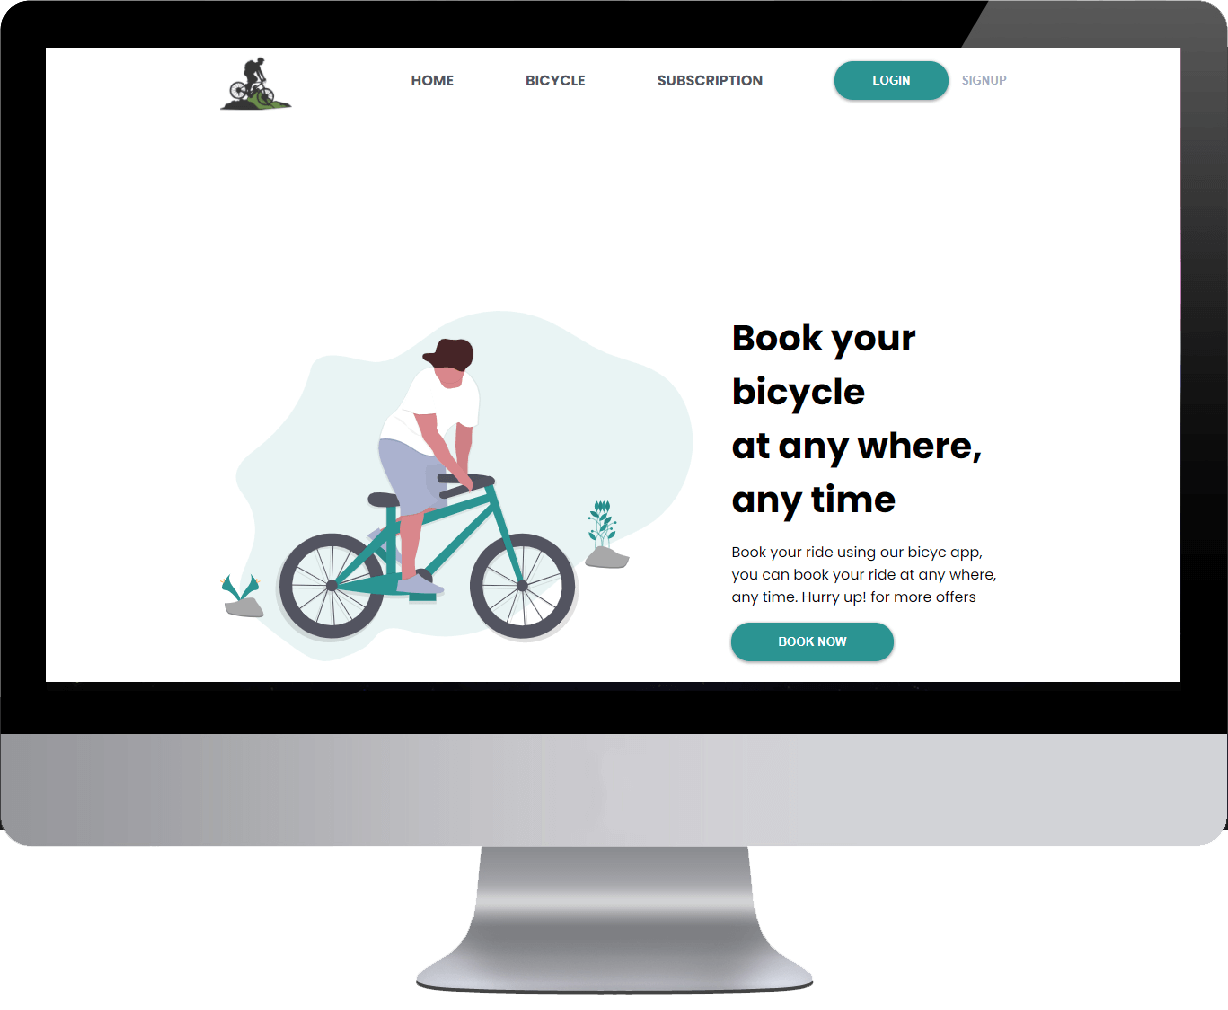 HOME BICYCLE SUBSCRIPTION LOGIN SIGNUP
Book your
bicycle
at any where,
any time
Book your ride using our bicyc app,
you can book your ride at any where,
any time. Hurry up! for more offers
BOOK NOW